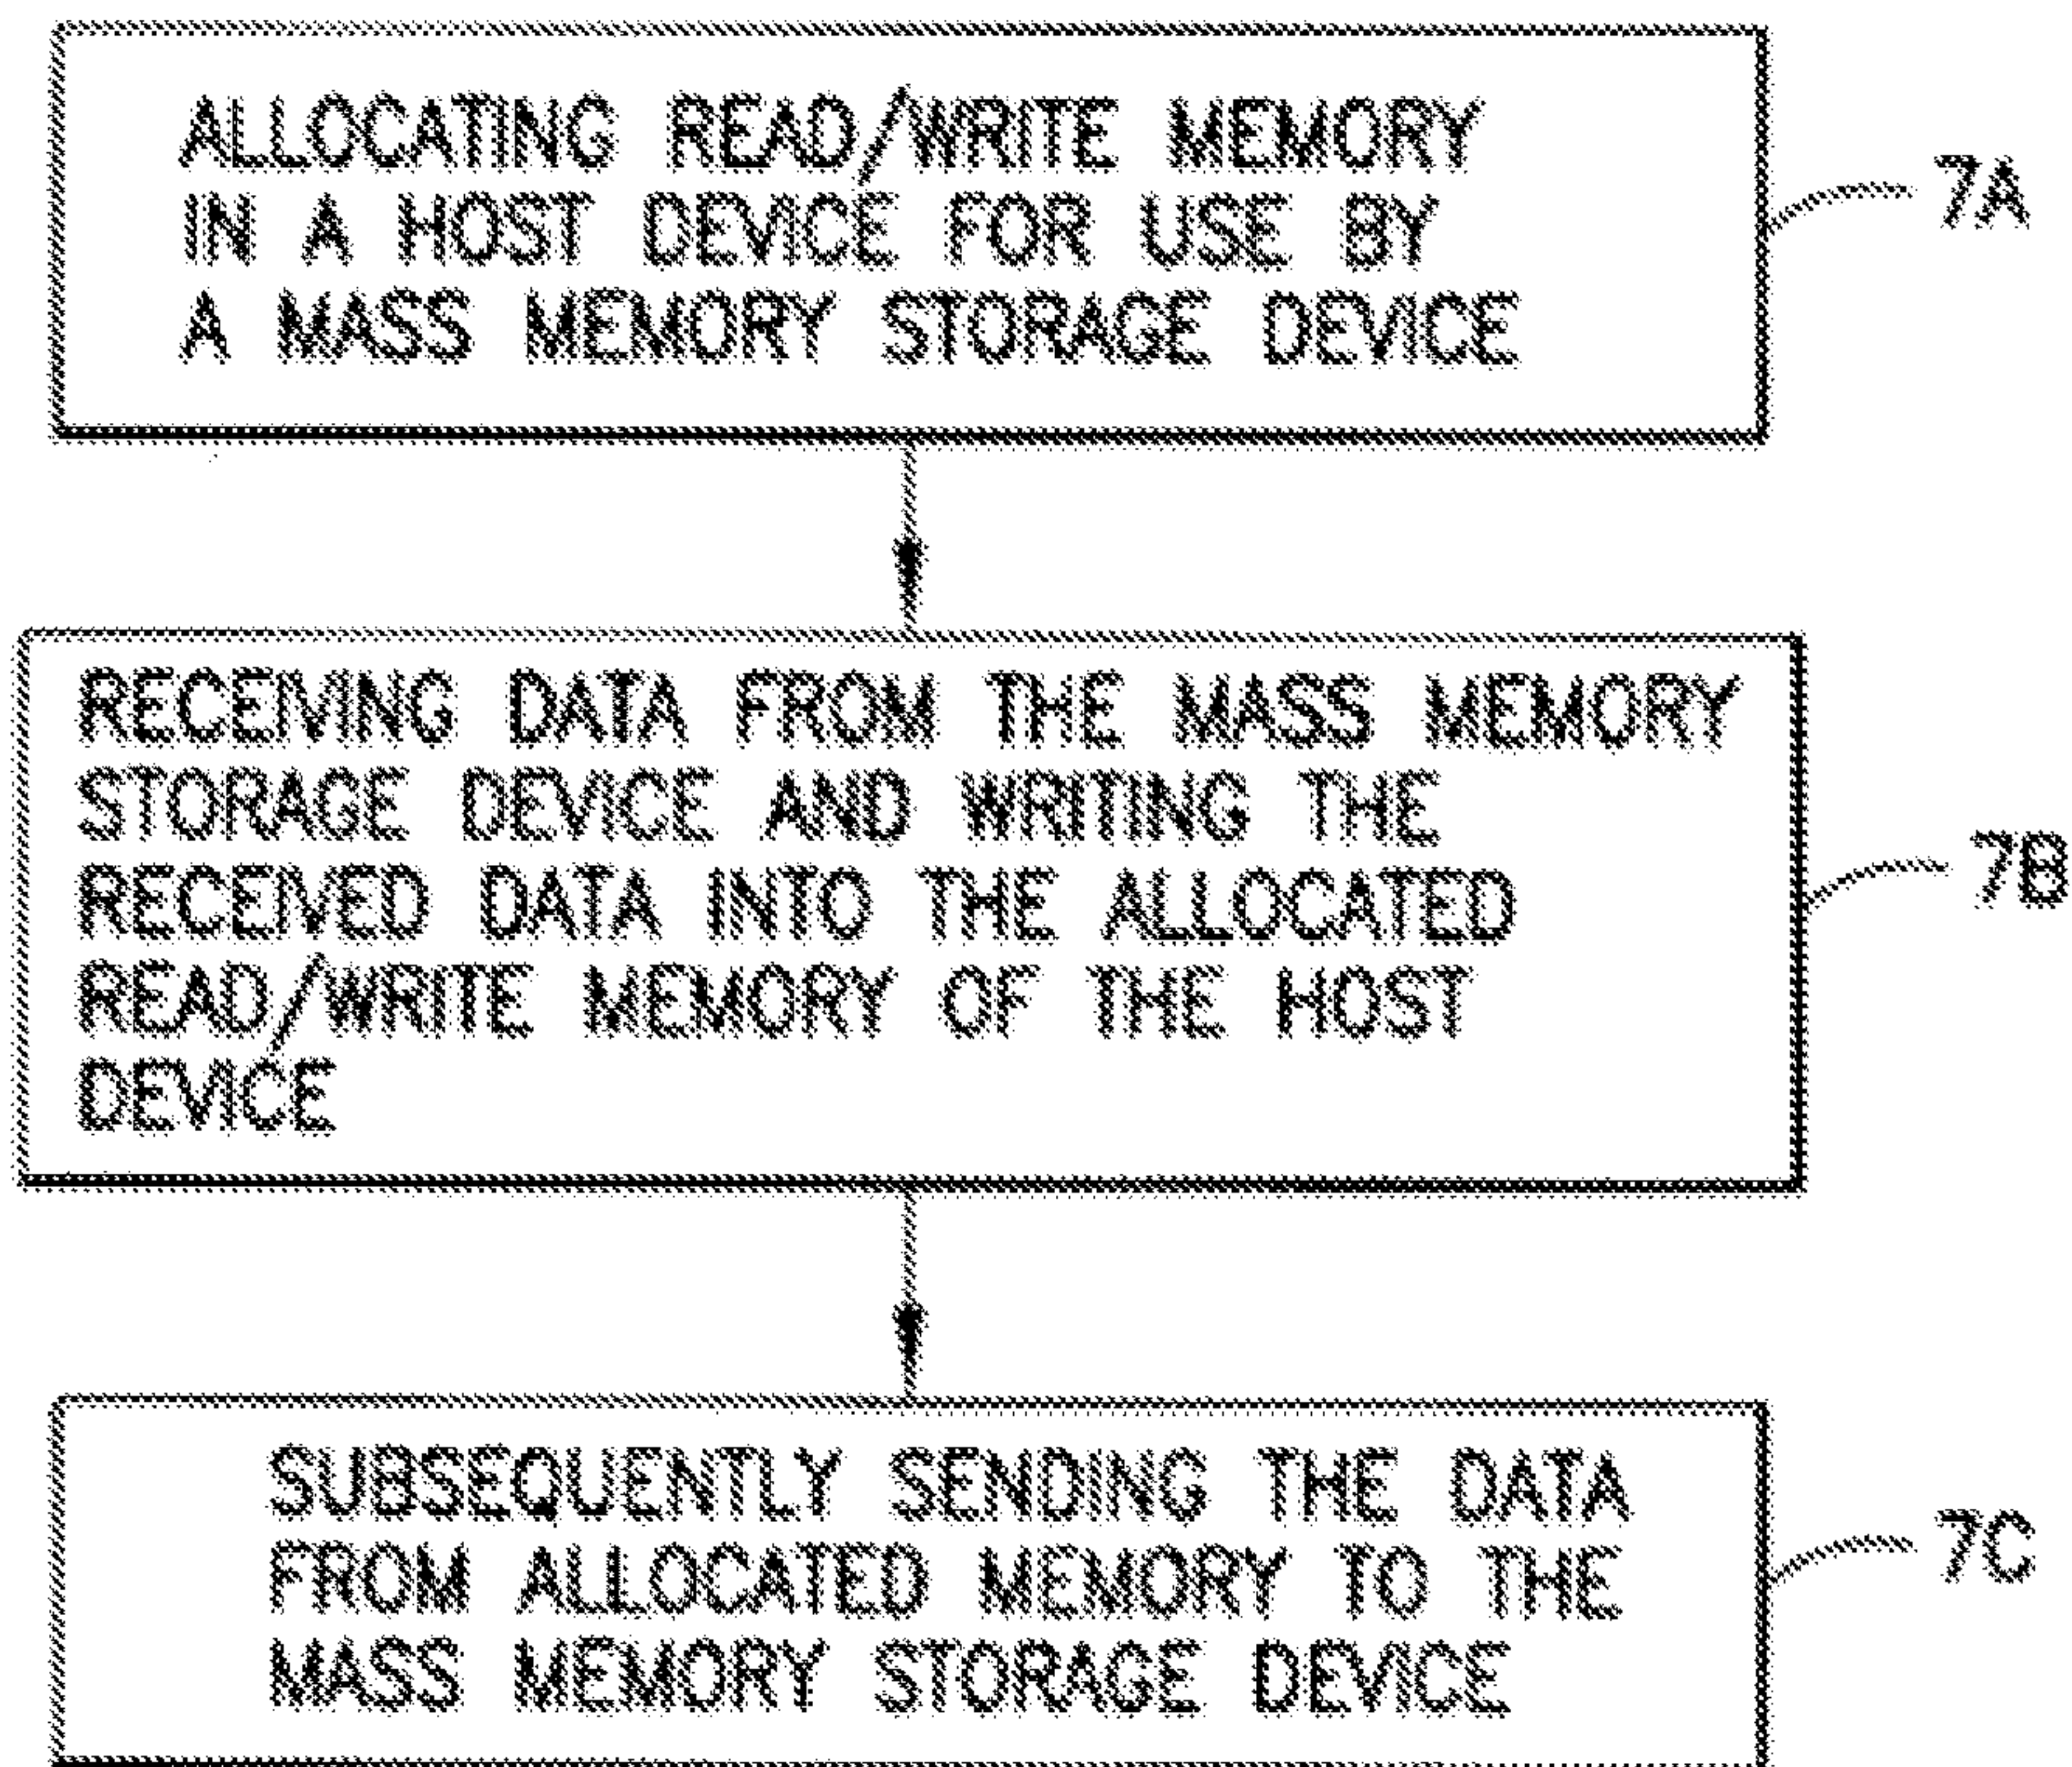 ALLOCATING READ/WRITE MEMORY
IN A HOST DEVICE FOR USE BY
A MASS MEMORY STORAGE DEVICE
7A
RECEIVING DATA FROM THE MASS MEMORY
STORAGE DEVICE AND WRITING THE
RECEIVED DATA INTO THE ALLOCATED
READ/WRITE MEMORY OF THE HOST
DEVICE
7B
SUBSEQUENTLY SENDING THE DATA
FROM ALLOCATED MEMORY TO THE
MASS MEMORY STORAGE DEVICE
7C